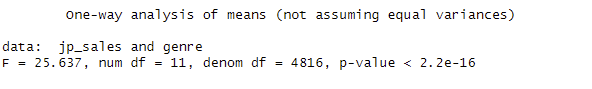 One-way analysis of means (not assuming equal variances)
data:  jp_sales and genre
F = 25.637, num df = 11, denom df = 4816, p-value < 2.2e-16